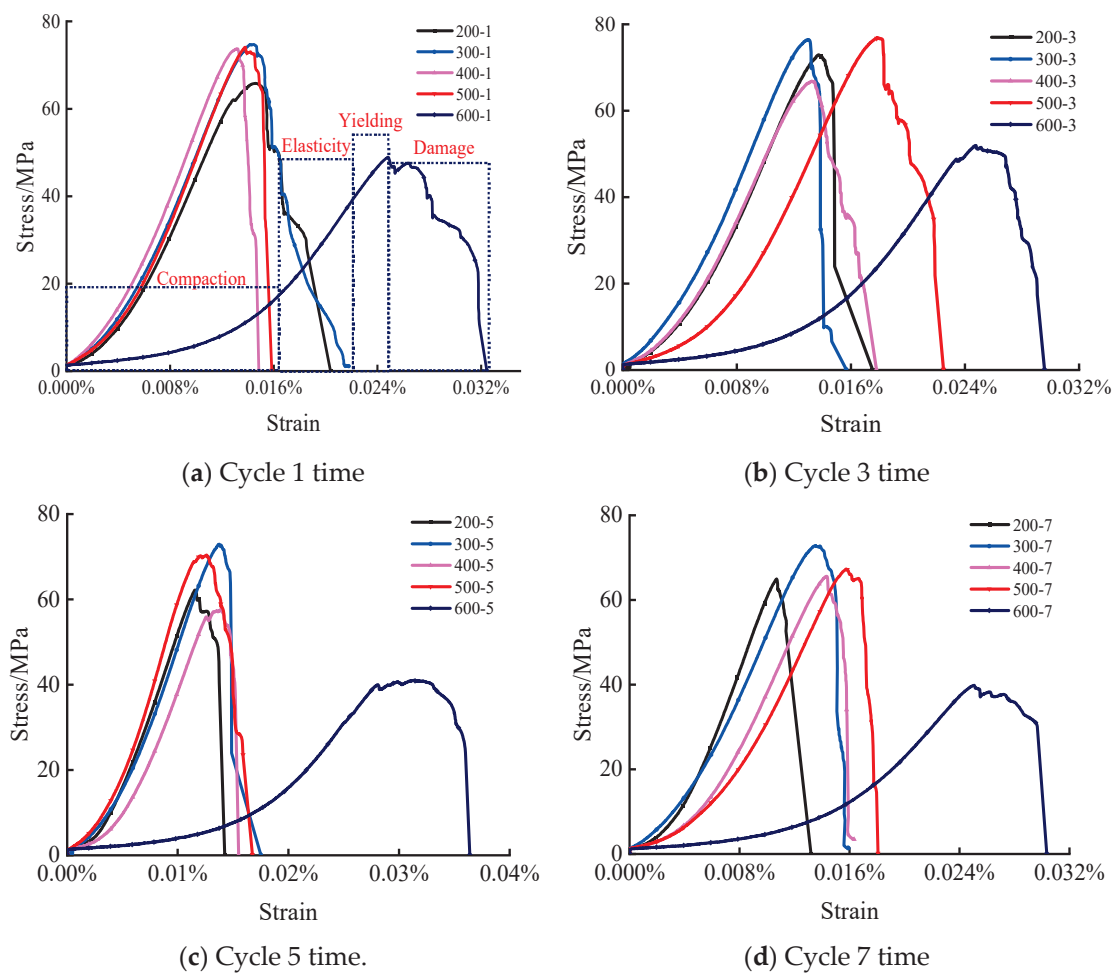 80
60
40
20
0
Stress/MPa
200-1
300-1
400-1
500-1
600-1
Compaction
Elasticity
Yielding
Damage
0.000% 0.008% 0.016% 0.024% 0.032%
Strain
(a) Cycle 1 time
80
60
40
20
0
Stress/MPa
200-3
300-3
400-3
500-3
600-3
0.000% 0.008% 0.016% 0.024% 0.032%
Strain
(b) Cycle 3 time
80
60
40
20
0
Stress/MPa
200-5
300-5
400-5
500-5
600-5
0.00% 0.01% 0.02% 0.03% 0.04%
Strain
(c) Cycle 5 time.
80
60
40
20
0
Stress/MPa
200-7
300-7
400-7
500-7
600-7
0.000% 0.008% 0.016% 0.024% 0.032%
Strain
(d) Cycle 7 time